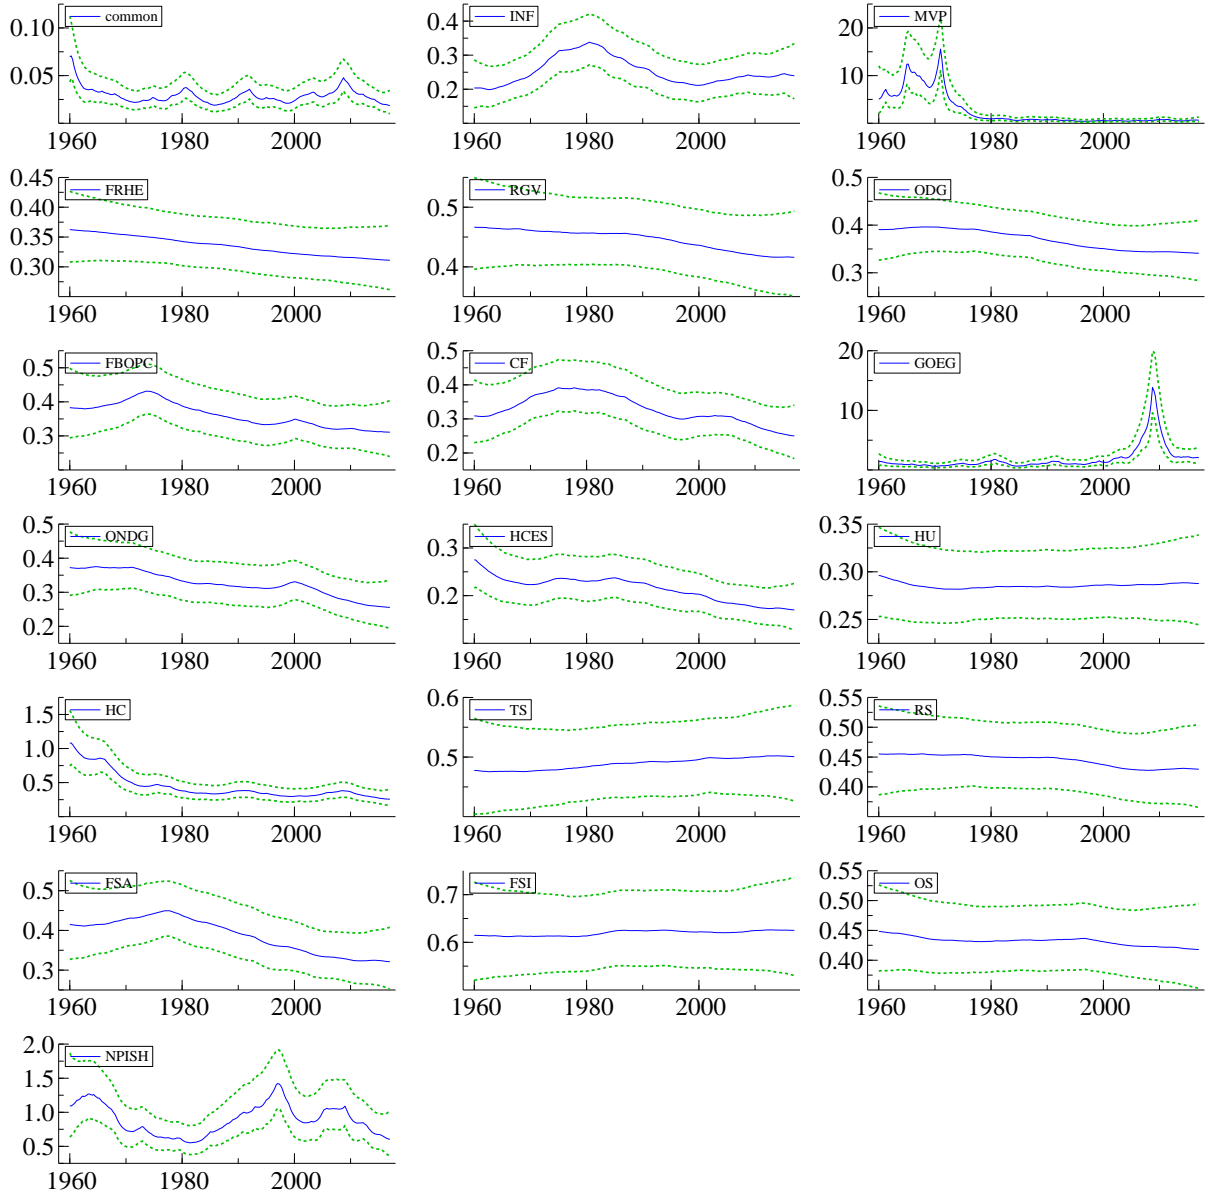 common
0.10
0.05
1960 1980 2000
INF
0.4
0.3
0.2
1960 1980 2000
MVP
20
10
1960 1980 2000
FRHE
0.45
0.40
0.35
0.30
1960 1980 2000
RGV
0.5
0.4
1960 1980 2000
ODG
0.5
0.4
0.3
1960 1980 2000
FBOPC
0.5
0.4
0.3
1960 1980 2000
CF
0.5
0.4
0.3
0.2
1960 1980 2000
GOEG
20
10
1960 1980 2000
ONDG
0.5
0.4
0.3
0.2
1960 1980 2000
HCES
0.3
0.2
1960 1980 2000
HU
0.35
0.30
0.25
1960 1980 2000
HC
1.5
1.0
0.5
1960 1980 2000
TS
0.6
0.5
1960 1980 2000
RS
0.55
0.50
0.45
0.40
1960 1980 2000
FSA
0.5
0.4
0.3
1960 1980 2000
FSI
0.7
0.6
1960 1980 2000
OS
0.55
0.50
0.45
0.40
1960 1980 2000
NPISH
2.0
1.5
1.0
0.5
1960 1980 2000